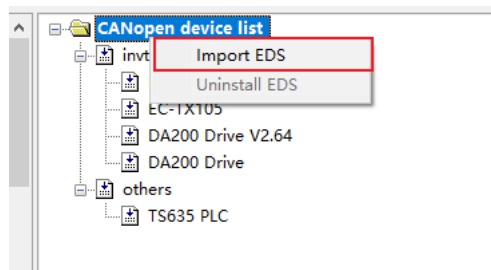 CANopen device list
invt
Import EDS
Uninstall EDS
EC-TX105
DA200 Drive V2.64
DA200 Drive
others
TS635 PLC